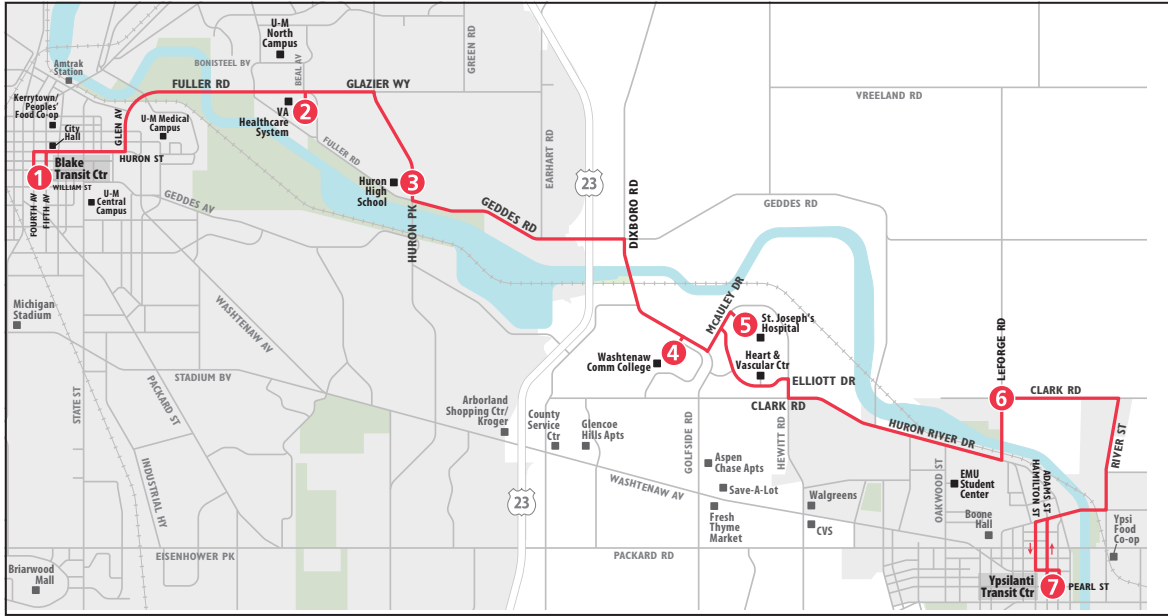 U-M
North
Campus
GREEN RD
BONISTEEL BV
BEAL AV
Amtrak
Station
FULLER RD
GLAZIER WY
VREELAND RD
Kerrytown/
Peoples'
Food Co-op
GLEN AV
U-M Medical
Campus
2
VA
Healthcare
System
City
Hall
FULLER RD
EARHART RD
HURON ST
1
Blake
Transit Ctr
WILLIAM ST
3
Huron
High
School
23
DIXBORO RD
FOURTH AV
FIFTH AV
U-M
Central
Campus
GEDDES AV
GEDDES RD
GEDDES RD
HURON PK
MCAULEY DR
Michigan
Stadium
WASHTENAW AV
5
St. Joseph's
Hospital
4
Washtenaw
Comm College
Heart &
Vascular Ctr
LEFORGE RD
STADIUM BV
ELLIOTT DR
6
CLARK RD
STATE ST
PACKARD ST
Arborland
Shopping Ctr/
Kroger
County
Service
Ctr
Glencoe
Hills Apts
CLARK RD
HURON RIVER DR
RIVER ST
GOLFSIDE RD
HEWITT RD
INDUSTRIAL HY
Aspen
Chase Apts
Save-A-Lot
WASHTENAW AV
OAKWOOD ST
EMU
Student
Center
HAMILTON ST
ADAMS ST
23
Fresh
Thyme
Market
Walgreens
CVS
Boone
Hall
Ypsi
Food
Co-op
EISENHOWER PK
PACKARD RD
Briarwood
Mall
Ypsilanti
Transit Ctr
7
PEARL ST